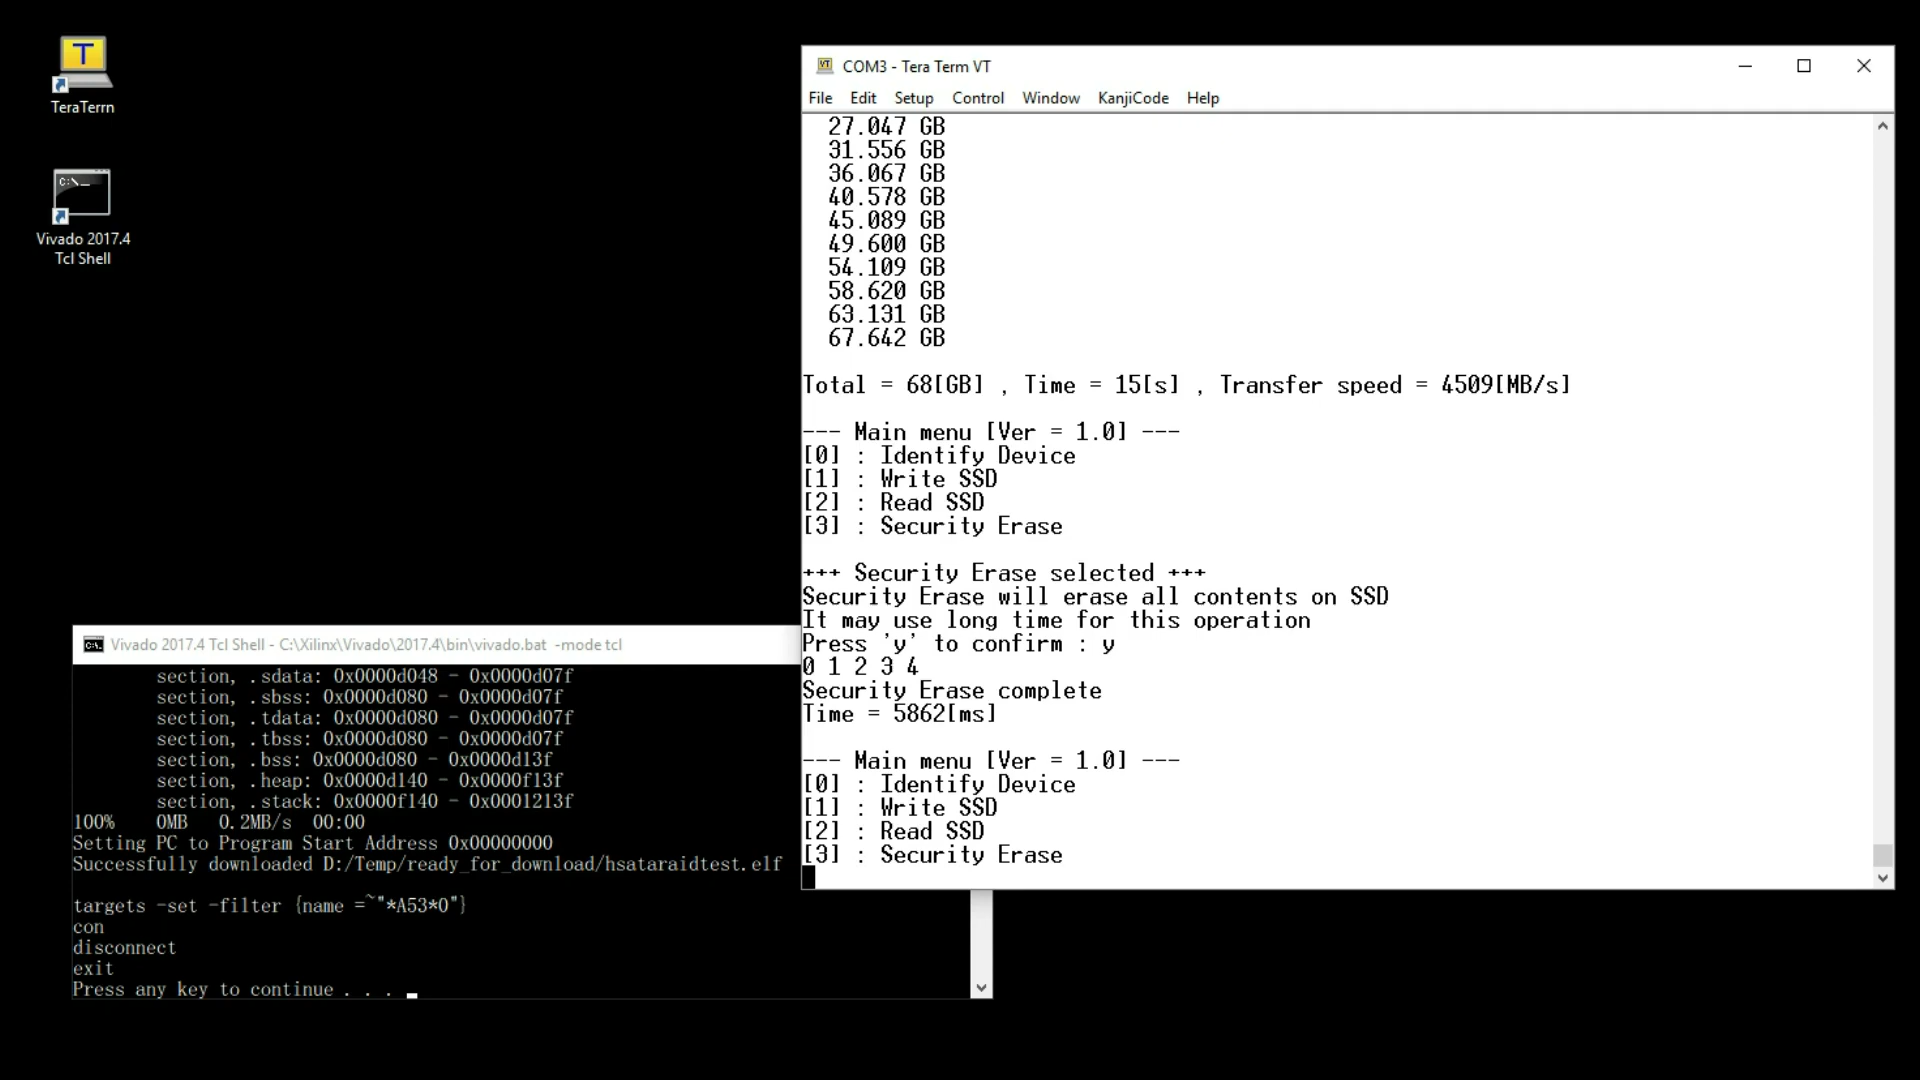 T
TeraTerm
C:\._
Vivado 2017.4
Tcl Shell
COM3 - Tera Term VT
File Edit Setup Control Window KanjiCode Help
27.047 GB
31.556 GB
36.067 GB
40.578 GB
45.089 GB
49.600 GB
54.109 GB
58.620 GB
63.131 GB
67.642 GB
Total = 68[GB] , Time = 15[s] , Transfer speed = 4509[MB/s]
--- Main menu [Ver = 1.0] ---
[0] : Identify Device
[1] : Write SSD
[2] : Read SSD
[3] : Security Erase
+++ Security Erase selected +++
Security Erase will erase all contents on SSD
It may use long time for this operation
Press 'y' to confirm : y
0 1 2 3 4
Security Erase complete
Time = 5862[ms]
--- Main menu [Ver = 1.0] ---
[0] : Identify Device
[1] : Write SSD
[2] : Read SSD
[3] : Security Erase
Vivado 2017.4 Tcl Shell - C:\Xilinx\Vivado\2017.4\bin\vivado.bat -mode tcl
section, .sdata: 0x0000d048 - 0x0000d07f
section, .sbss: 0x0000d080 - 0x0000d07f
section, .tdata: 0x0000d080 - 0x0000d07f
section, .tbss: 0x0000d080 - 0x0000d07f
section, .bss: 0x0000d080 - 0x0000d13f
section, .heap: 0x0000d140 - 0x0000f13f
section, .stack: 0x0000f140 - 0x0001213f
100% 0MB 0.2MB/s 00:00
Setting PC to Program Start Address 0x00000000
Successfully downloaded D:/Temp/ready_for_download/hsataraidtest.elf
targets -set -filter {name =~"*A53*0"}
con
disconnect
exit
Press any key to continue . . .